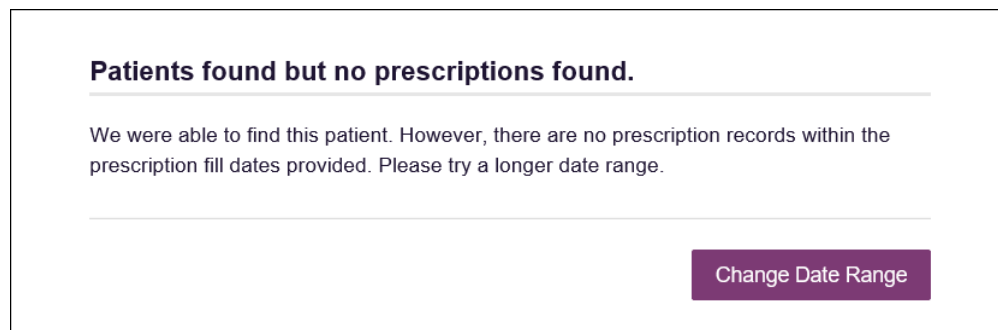 Patients found but no prescriptions found.
We were able to find this patient. However, there are no prescription records within the
prescription fill dates provided. Please try a longer date range.
Change Date Range